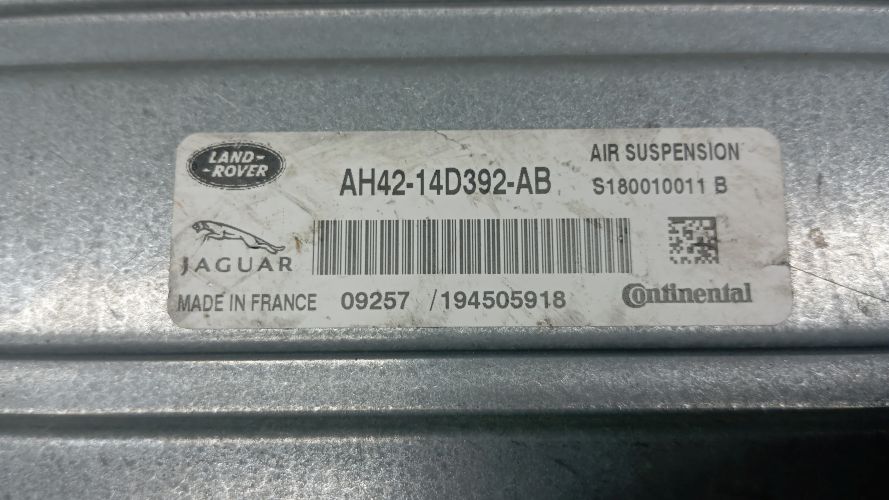 LAND-
-ROVER
AH42-14D392-AB
AIR SUSPENSION
S180010011 B
JAGUAR
MADE IN FRANCE 09257 /194505918
Continental